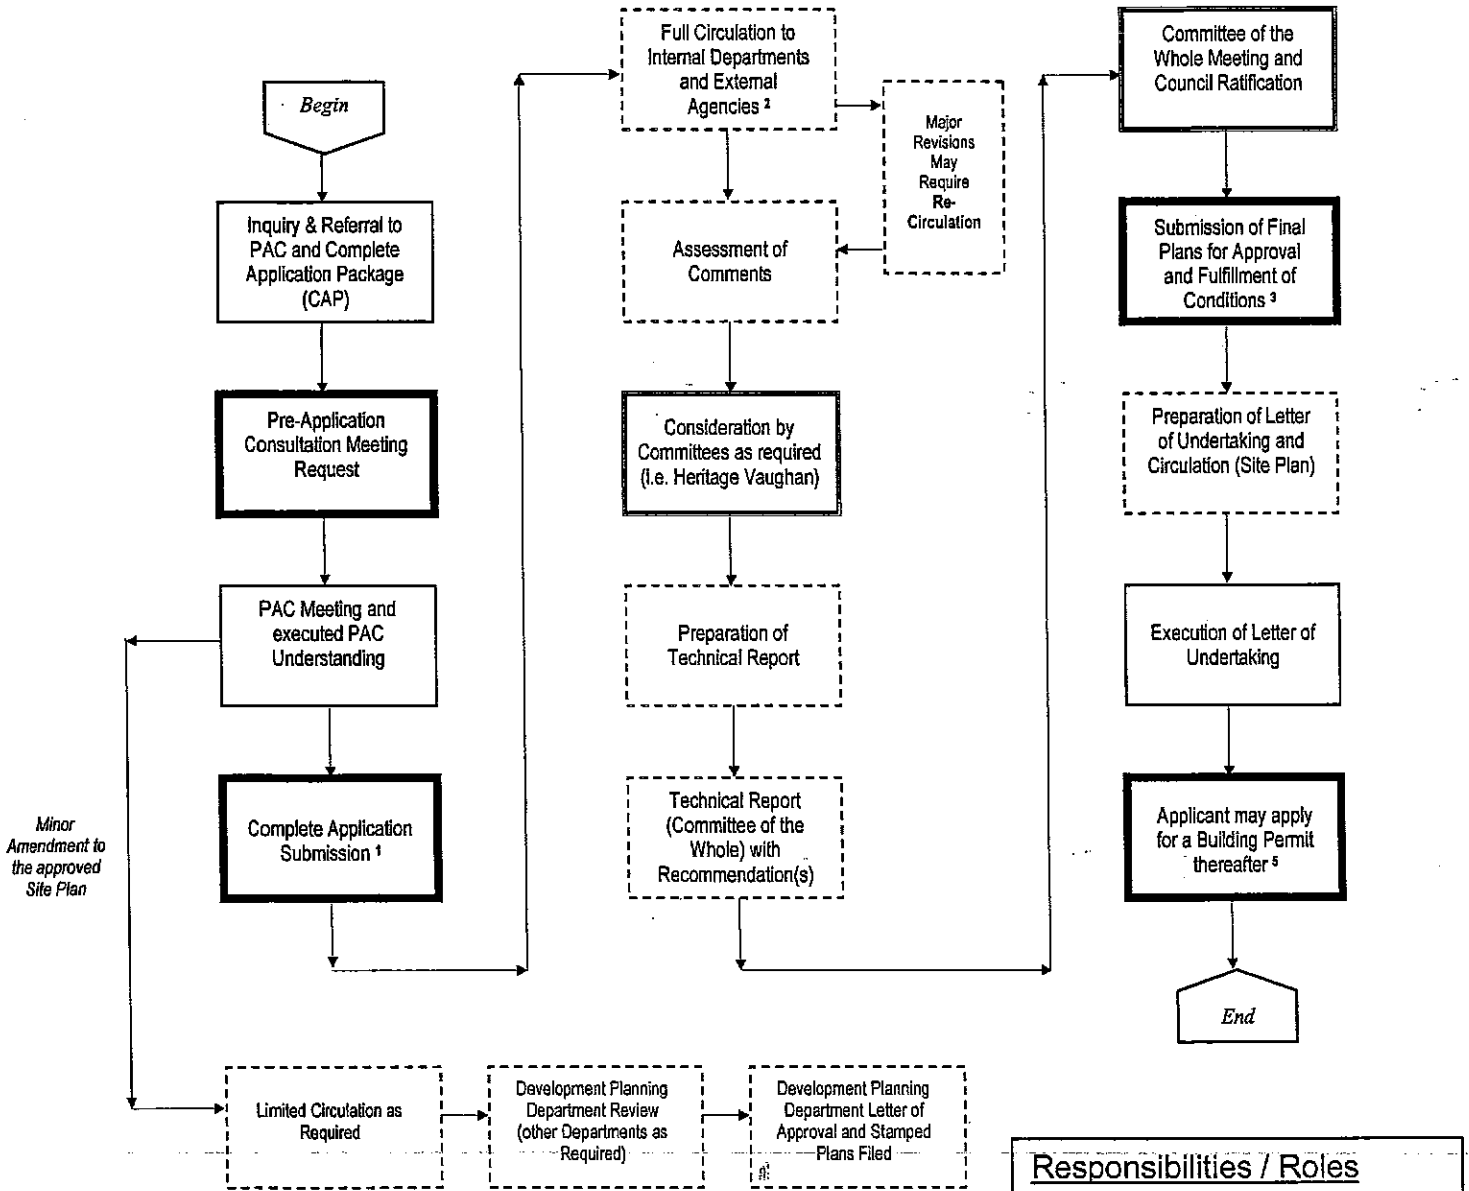 Begin
Inquiry & Referral to
PAC and Complete
Application Package
(CAP)
Pre-Application
Consultation Meeting
Request
PAC Meeting and
executed PAC
Understanding
Complete Application
Submission ¹
Minor
Amendment to
the approved
Site Plan
Full Circulation to
Internal Departments
and External
Agencies ²
Major
Revisions
May
Require
Re-
Circulation
Assessment of
Comments
Consideration by
Committees as required
(i.e. Heritage Vaughan)
Preparation of
Technical Report
Technical Report
(Committee of the
Whole) with
Recommendation(s)
Committee of the
Whole Meeting and
Council Ratification
Submission of Final
Plans for Approval
and Fulfillment of
Conditions ³
Preparation of Letter
of Undertaking and
Circulation (Site Plan)
Execution of Letter of
Undertaking
Applicant may apply
for a Building Permit
thereafter ⁵
End
Limited Circulation as
Required
Development Planning
Department Review
(other Departments as
Required)
Development Planning
Department Letter of
Approval and Stamped
Plans Filed
Responsibilities / Roles